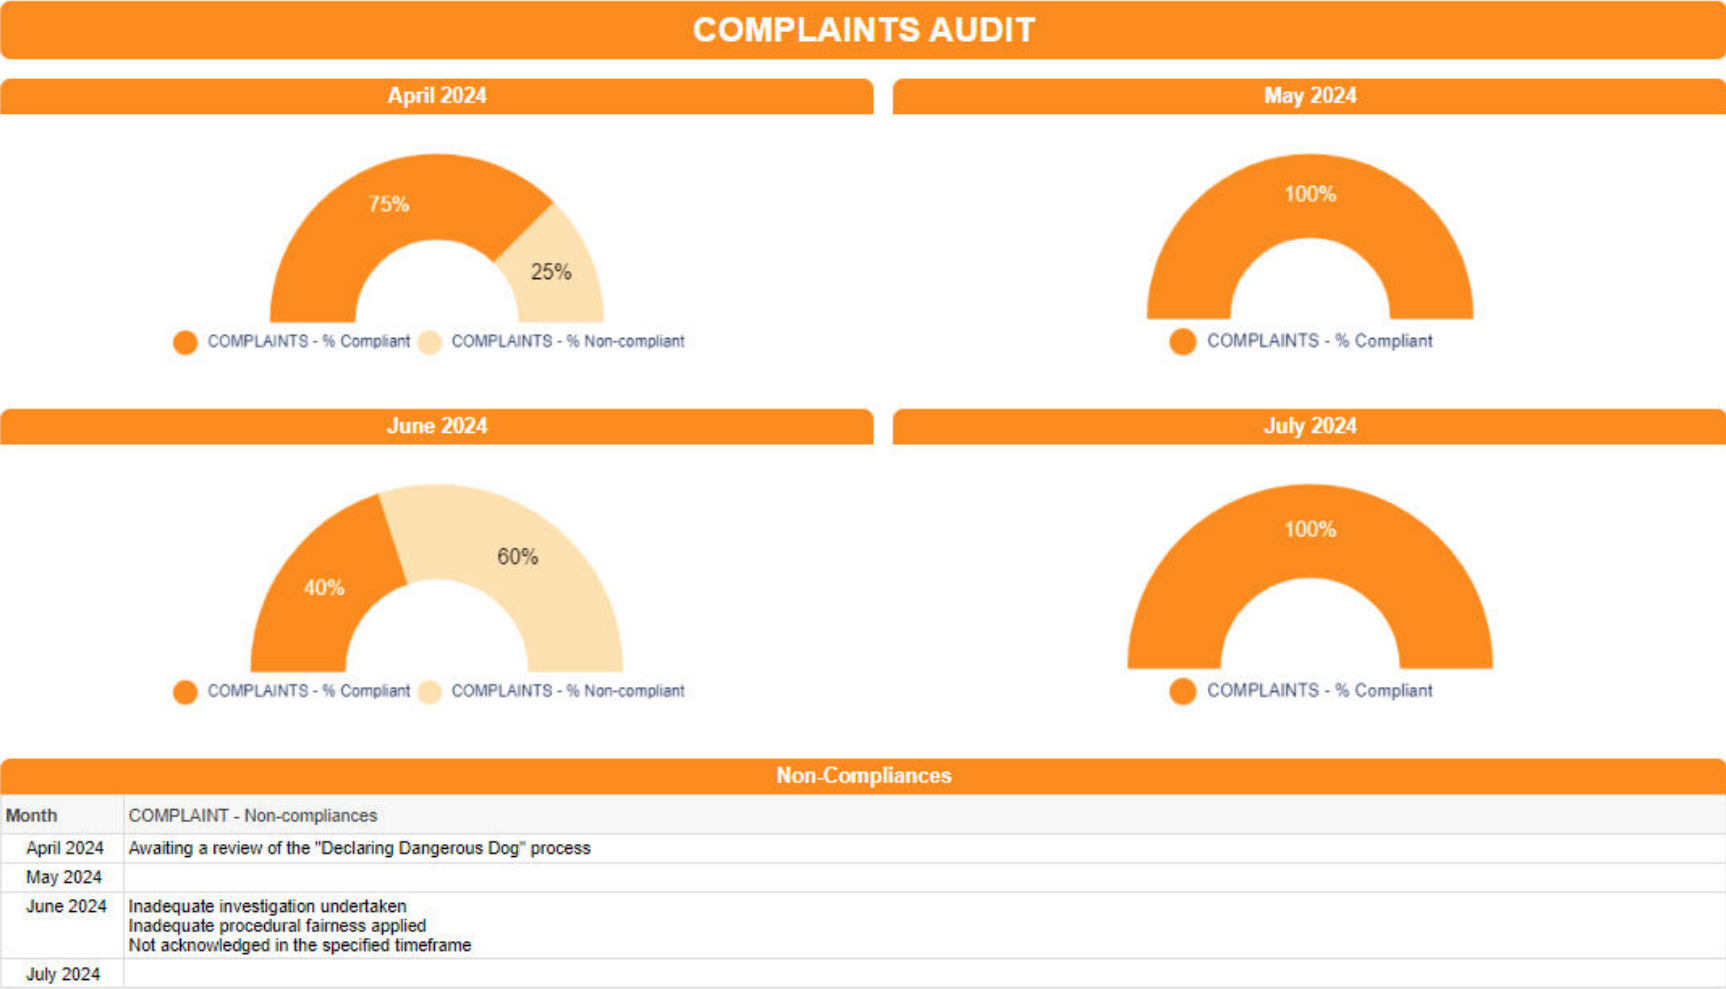 COMPLAINTS AUDIT
April 2024
May 2024
75%
25%
COMPLAINTS - % Compliant
COMPLAINTS - % Non-compliant
100%
COMPLAINTS - % Compliant
June 2024
July 2024
40%
60%
COMPLAINTS - % Compliant
COMPLAINTS - % Non-compliant
100%
COMPLAINTS - % Compliant
Non-Compliances
Month
COMPLAINT - Non-compliances
April 2024
Awaiting a review of the "Declaring Dangerous Dog" process
May 2024
June 2024
Inadequate investigation undertaken
Inadequate procedural fairness applied
Not acknowledged in the specified timeframe
July 2024